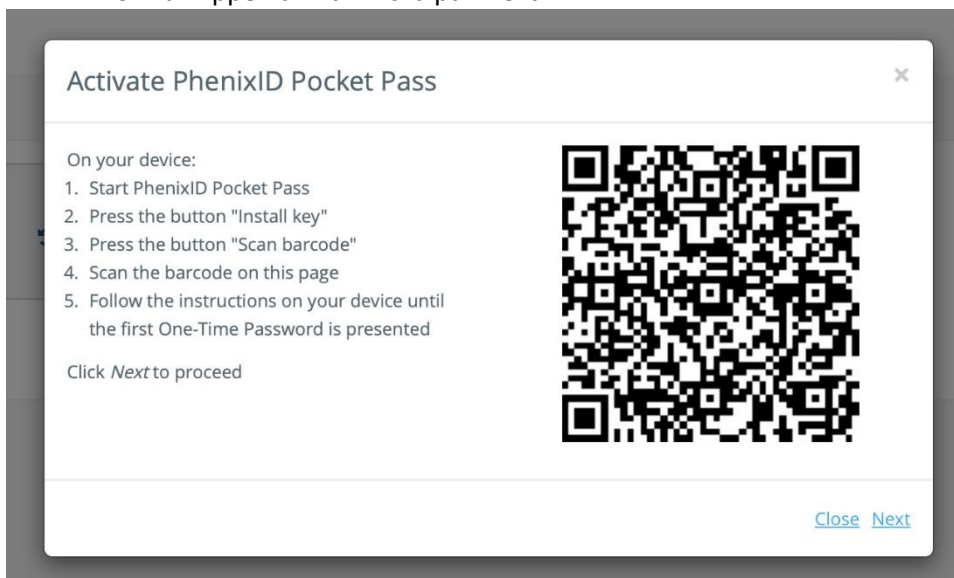 Activate PhenixID Pocket Pass
×
On your device:
1. Start PhenixID Pocket Pass
2. Press the button "Install key"
3. Press the button "Scan barcode"
4. Scan the barcode on this page
5. Follow the instructions on your device until
the first One-Time Password is presented
Click Next to proceed
Close Next